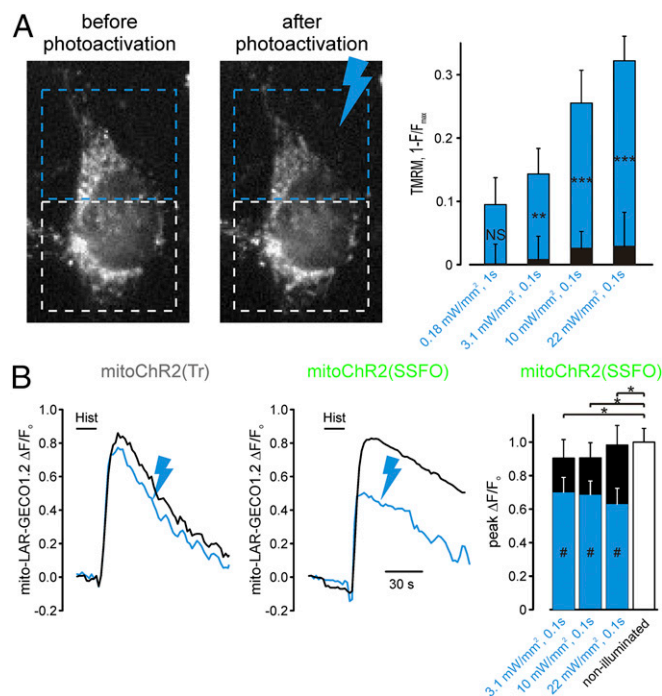 A
before
photoactivation
after
photoactivation
TMRM, 1-F/Fmax
0.3
0.2
0.1
0
NS
**
***
***
0.18 mW/mm², 1s
3.1 mW/mm², 0.1s
10 mW/mm², 0.1s
22 mW/mm², 0.1s
B
mitoChR2(Tr)
mito-LAR-GECO1.2 ΔF/Fo
Hist
1.0
0.8
0.6
0.4
0.2
0.0
-0.2
mitoChR2(SSFO)
mito-LAR-GECO1.2 ΔF/Fo
Hist
1.0
0.8
0.6
0.4
0.2
0.0
-0.2
30 s
mitoChR2(SSFO)
*
*
*
peak ΔF/Fo
1.0
0.8
0.6
0.4
0.2
0.0
# # #
3.1 mW/mm², 0.1s
10 mW/mm², 0.1s
22 mW/mm², 0.1s
non-illuminated